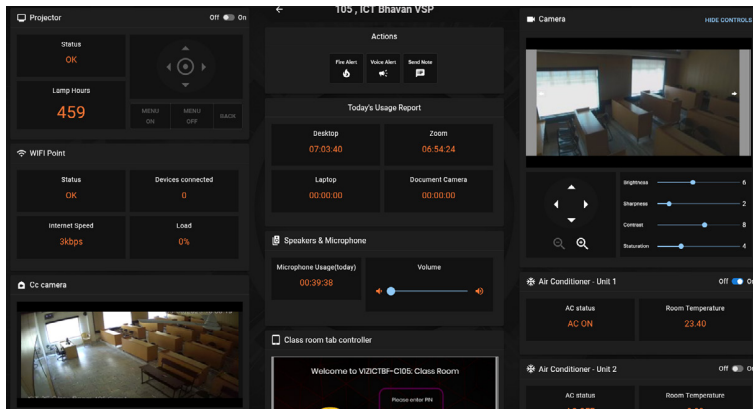 Projector
Off On
Status
OK
Lamp Hours
459
MENU ON
MENU OFF
BACK
WIFI Point
Status
OK
Devices connected
0
Internet Speed
3kbps
Load
0%
Cc camera
105 , ICT Bhavan VSP
Actions
Fire Alert
Voice Alert
Send Note
Today's Usage Report
Desktop
07:03:40
Zoom
06:54:24
Laptop
00:00:00
Document Camera
00:00:00
Speakers & Microphone
Microphone Usage(today)
00:39:38
Volume
Class room tab controller
Welcome to VIZICTBF-C105: Class Room
Please enter PIN
Camera
HIDE CONTROLS
Brightness 6
Sharpness 2
Contrast 8
Staturation 4
Air Conditioner - Unit 1
Off On
AC status
AC ON
Room Temperature
23.40
Air Conditioner - Unit 2
Off On
AC status
Room Temperature